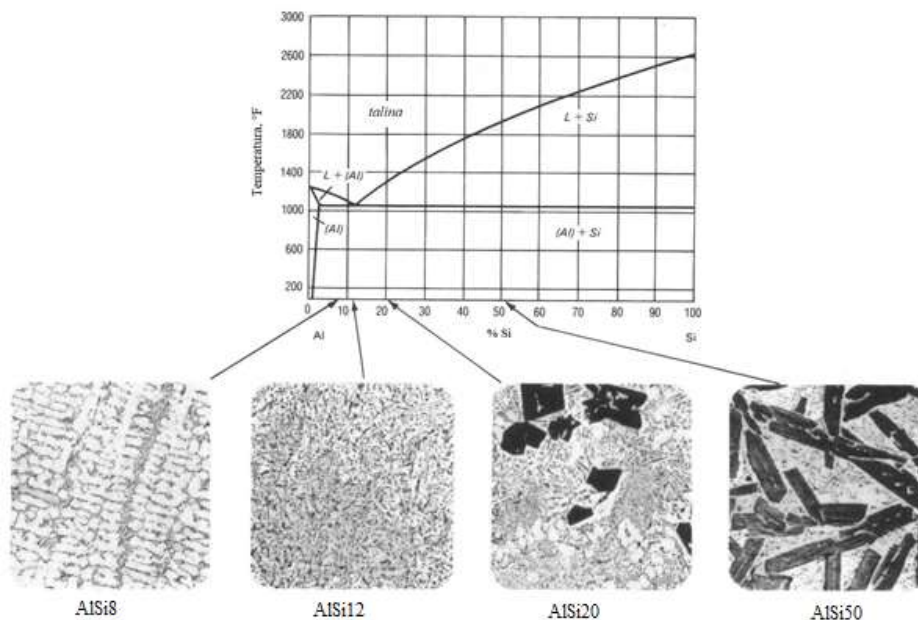 3000
2600
2200
1800
1400
1000
600
200
Temperatura, °F
talina
L + Si
L + (Al)
(Al)
(Al) + Si
0 10 20 30 40 50 60 70 80 90 100
Al % Si Si
AlSi8 AlSi12 AlSi20 AlSi50